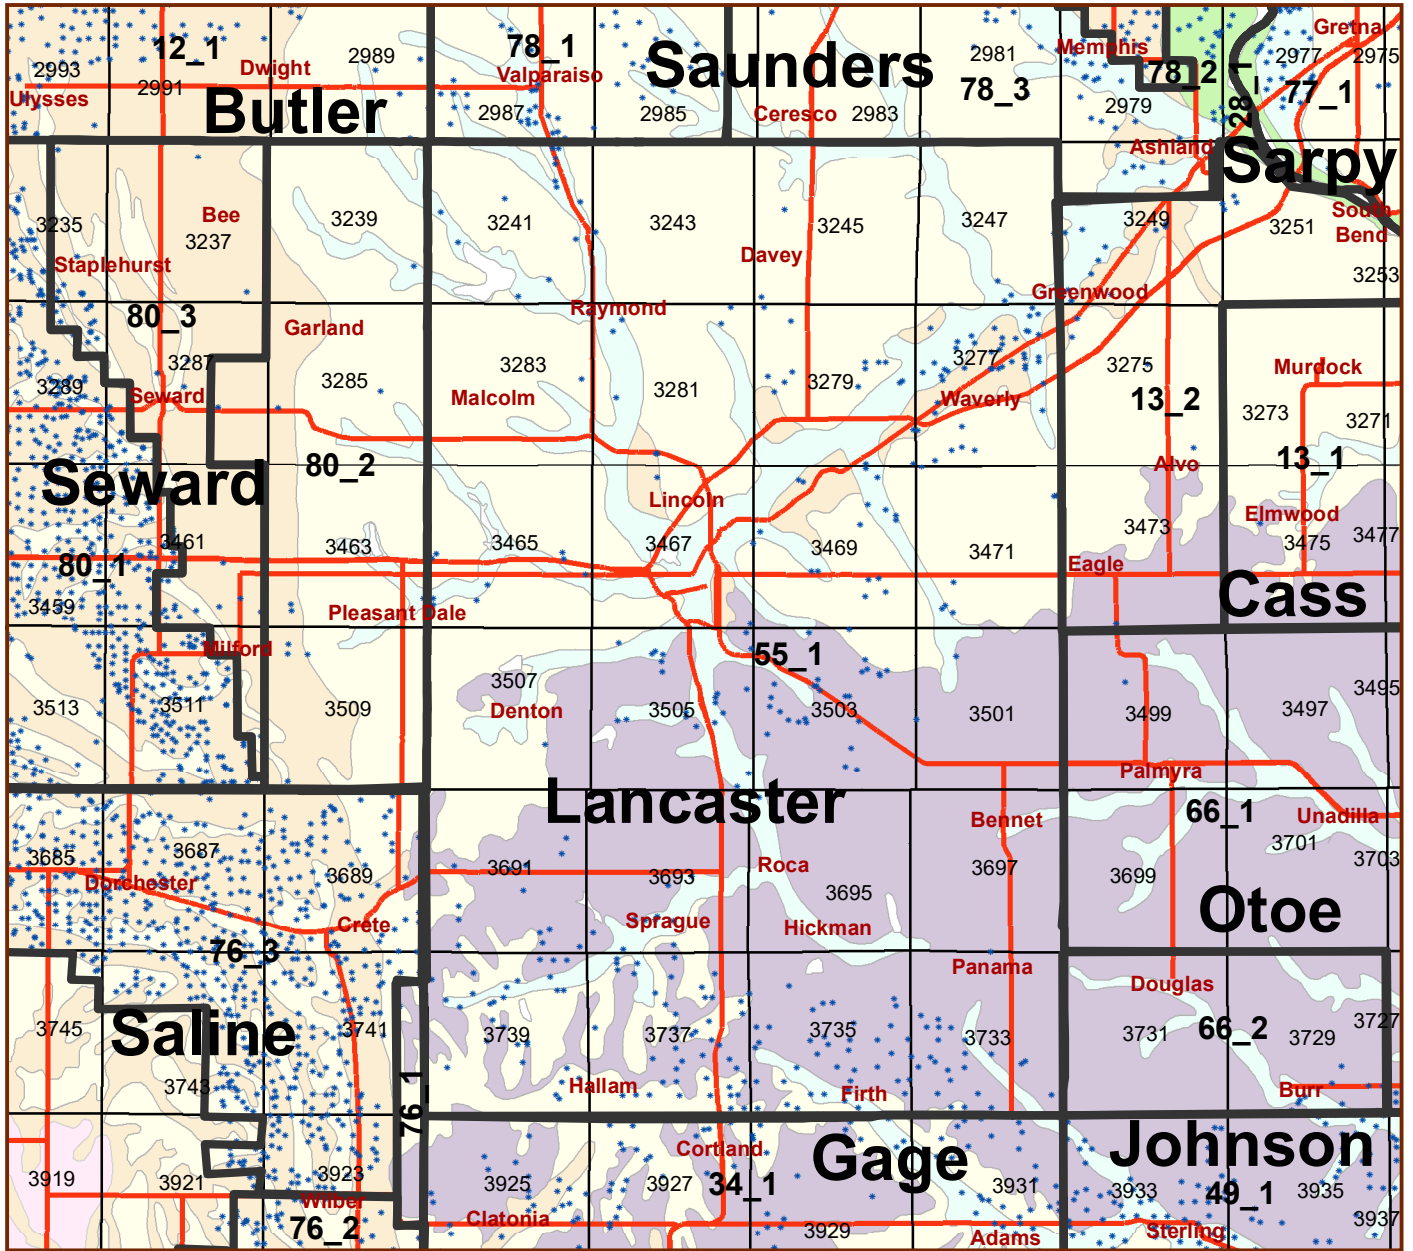 12_1
78_1
Saunders
Memphis
Gretna
2993
2991
Dwight
2989
Valparaiso
2981
78_3
78_2
28_1
2977
2975
77_1
Ulysses
Butler
2987
2985
Ceresco
2983
2979
Ashland
Sarpy
3235
Bee
3237
3239
3241
3243
3245
3247
3249
3251
South
Bend
Staplehurst
Davey
3253
80_3
Garland
Raymond
Greenwood
3289
3287
3285
3283
3281
3279
3277
3275
Murdock
Seward
Malcolm
Waverly
13_2
3273
3271
Seward
80_2
Lincoln
Alvo
13_1
Elmwood
80_1
3461
3463
3465
3467
3469
3471
3473
3475
3477
Eagle
3459
Pleasant Dale
Cass
Milford
55_1
3513
3511
3509
3507
Denton
3505
3503
3501
3499
3497
3495
Lancaster
Palmyra
66_1
Unadilla
Bennet
3685
3687
3689
3691
3693
Roca
3695
3697
3699
3701
3703
Dorchester
Crete
Sprague
Hickman
Otoe
76_3
Panama
Douglas
3745
Saline
3741
3739
3737
3735
3733
3731
66_2
3729
3727
3743
76_1
Hallam
Firth
Burr
Cortland
Gage
Johnson
3919
3921
3923
3925
3927
34_1
3931
3933
49_1
3935
3937
Wilber
76_2
Clatonia
3929
Adams
Sterling